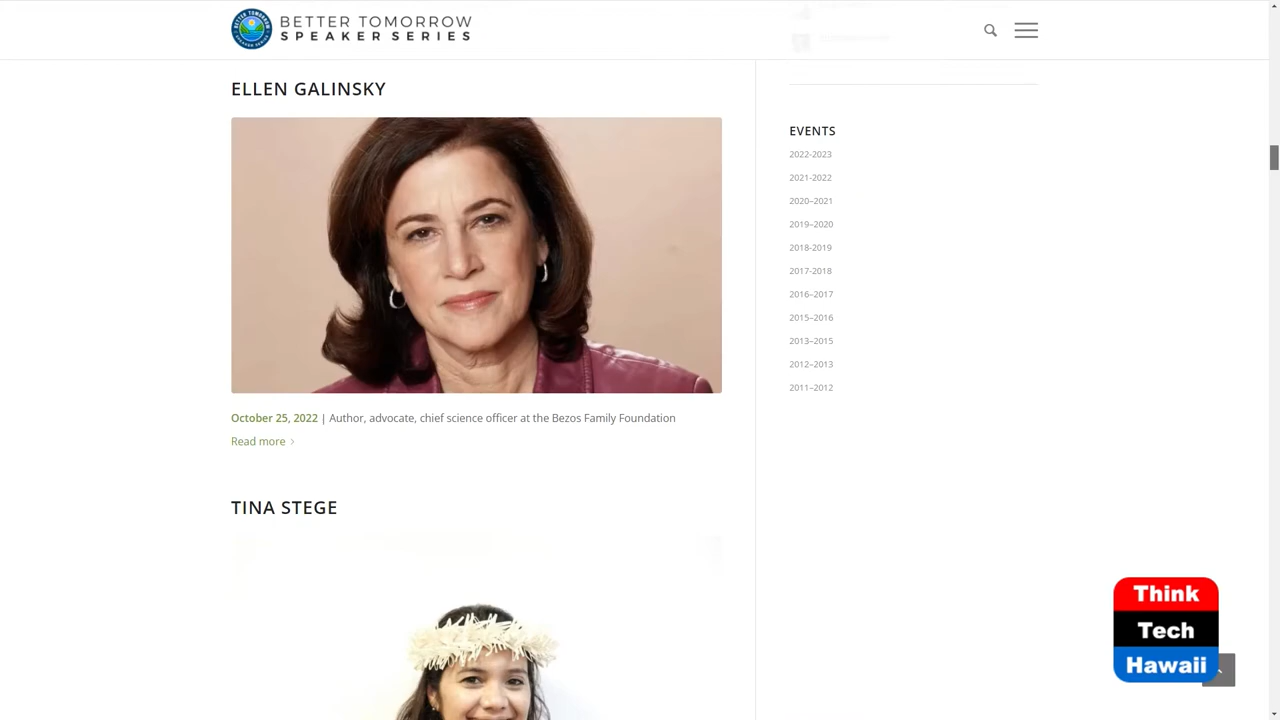 BETTER TOMORROW
SPEAKER SERIES
ELLEN GALINSKY
October 25, 2022 | Author, advocate, chief science officer at the Bezos Family Foundation
Read more
TINA STEGE
EVENTS
2022-2023
2021-2022
2020–2021
2019–2020
2018-2019
2017-2018
2016–2017
2015–2016
2013–2015
2012–2013
2011–2012
Think
Tech
Hawaii